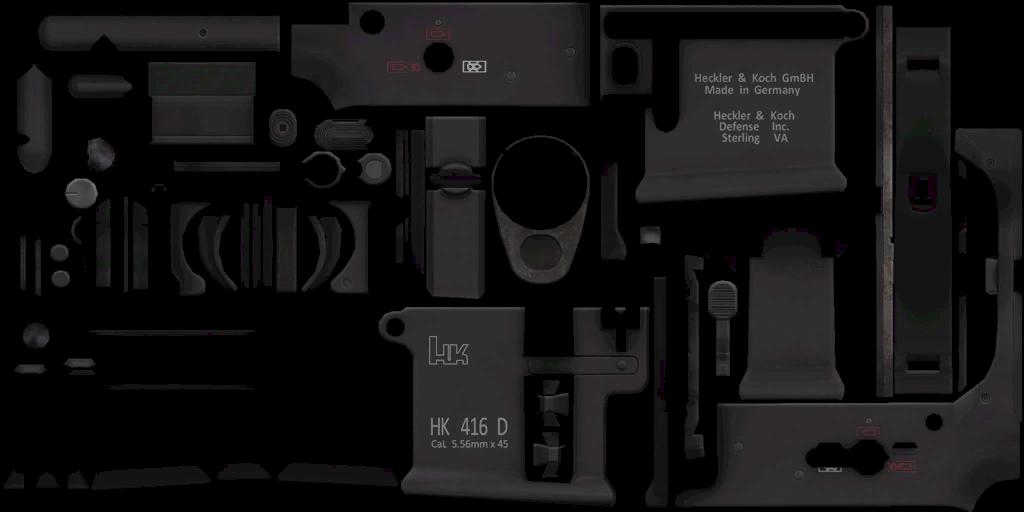 Heckler & Koch GmBH
Made in Germany
Heckler & Koch
Defense Inc.
Sterling VA
HK
HK 416 D
CaL 5.56mm x 45